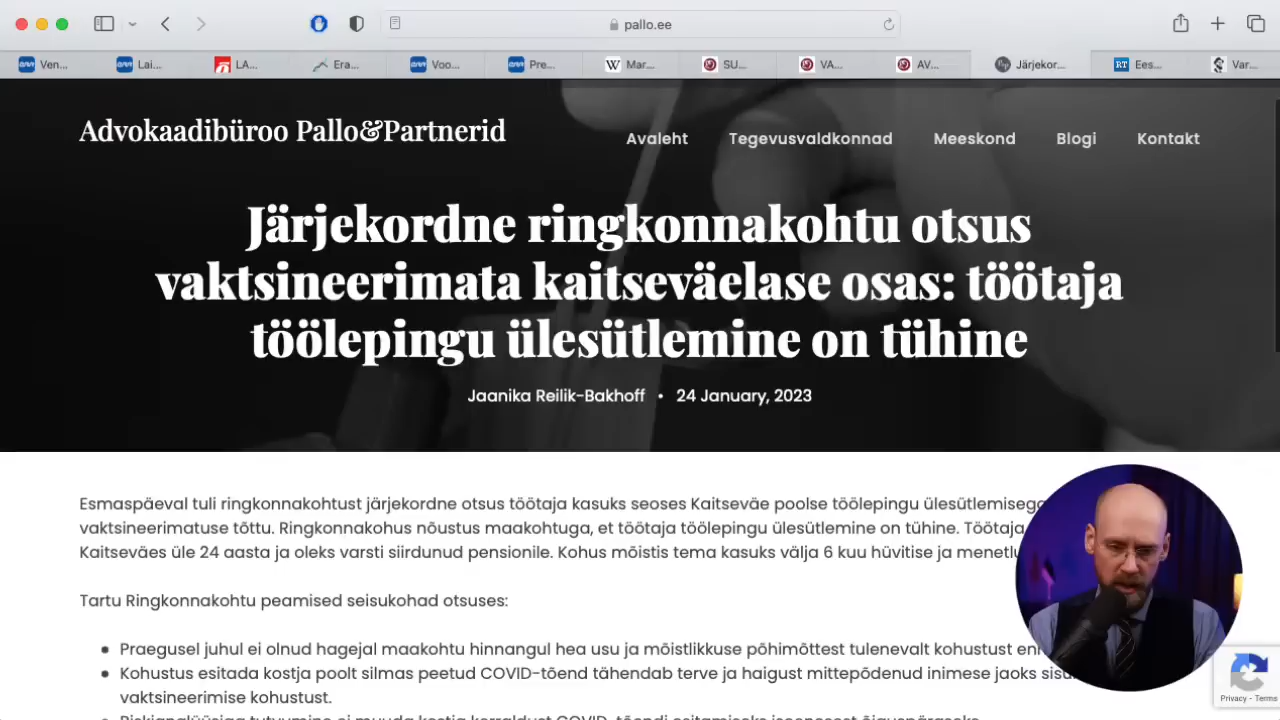 pallo.ee
Ven...
Lai...
LA...
Era...
Voo...
Pre...
Mar...
SU...
VA...
AV...
Järjekor...
RT Ees...
Var...
Advokaadibüroo Pallo&Partnerid
Avaleht Tegevusvaldkonnad Meeskond Blogi Kontakt
Järjekordne ringkonnakohtu otsus
vaktsineerimata kaitseväelase osas: töötaja
töölepingu ülesütlemine on tühine
Jaanika Reilik-Bakhoff • 24 January, 2023
Esmaspäeval tuli ringkonnakohtust järjekordne otsus töötaja kasuks seoses Kaitseväe poolse töölepingu ülesütlemisega
vaktsineerimatuse tõttu. Ringkonnakohus nõustus maakohtuga, et töötaja töölepingu ülesütlemine on tühine. Töötaja
Kaitseväes üle 24 aasta ja oleks varsti siirdunud pensionile. Kohus mõistis tema kasuks välja 6 kuu hüvitise ja
Tartu Ringkonnakohtu peamised seisukohad otsuses:
Praegusel juhul ei olnud hagejal maakohtu hinnangul hea usu ja mõistlikkuse põhimõttest tulenevalt kohustust
Kohustus esitada kostja poolt silmas peetud COVID-tõend tähendab terve ja haigust mittepõdenud inimese jaoks
vaktsineerimise kohustust.
Privacy - Terms